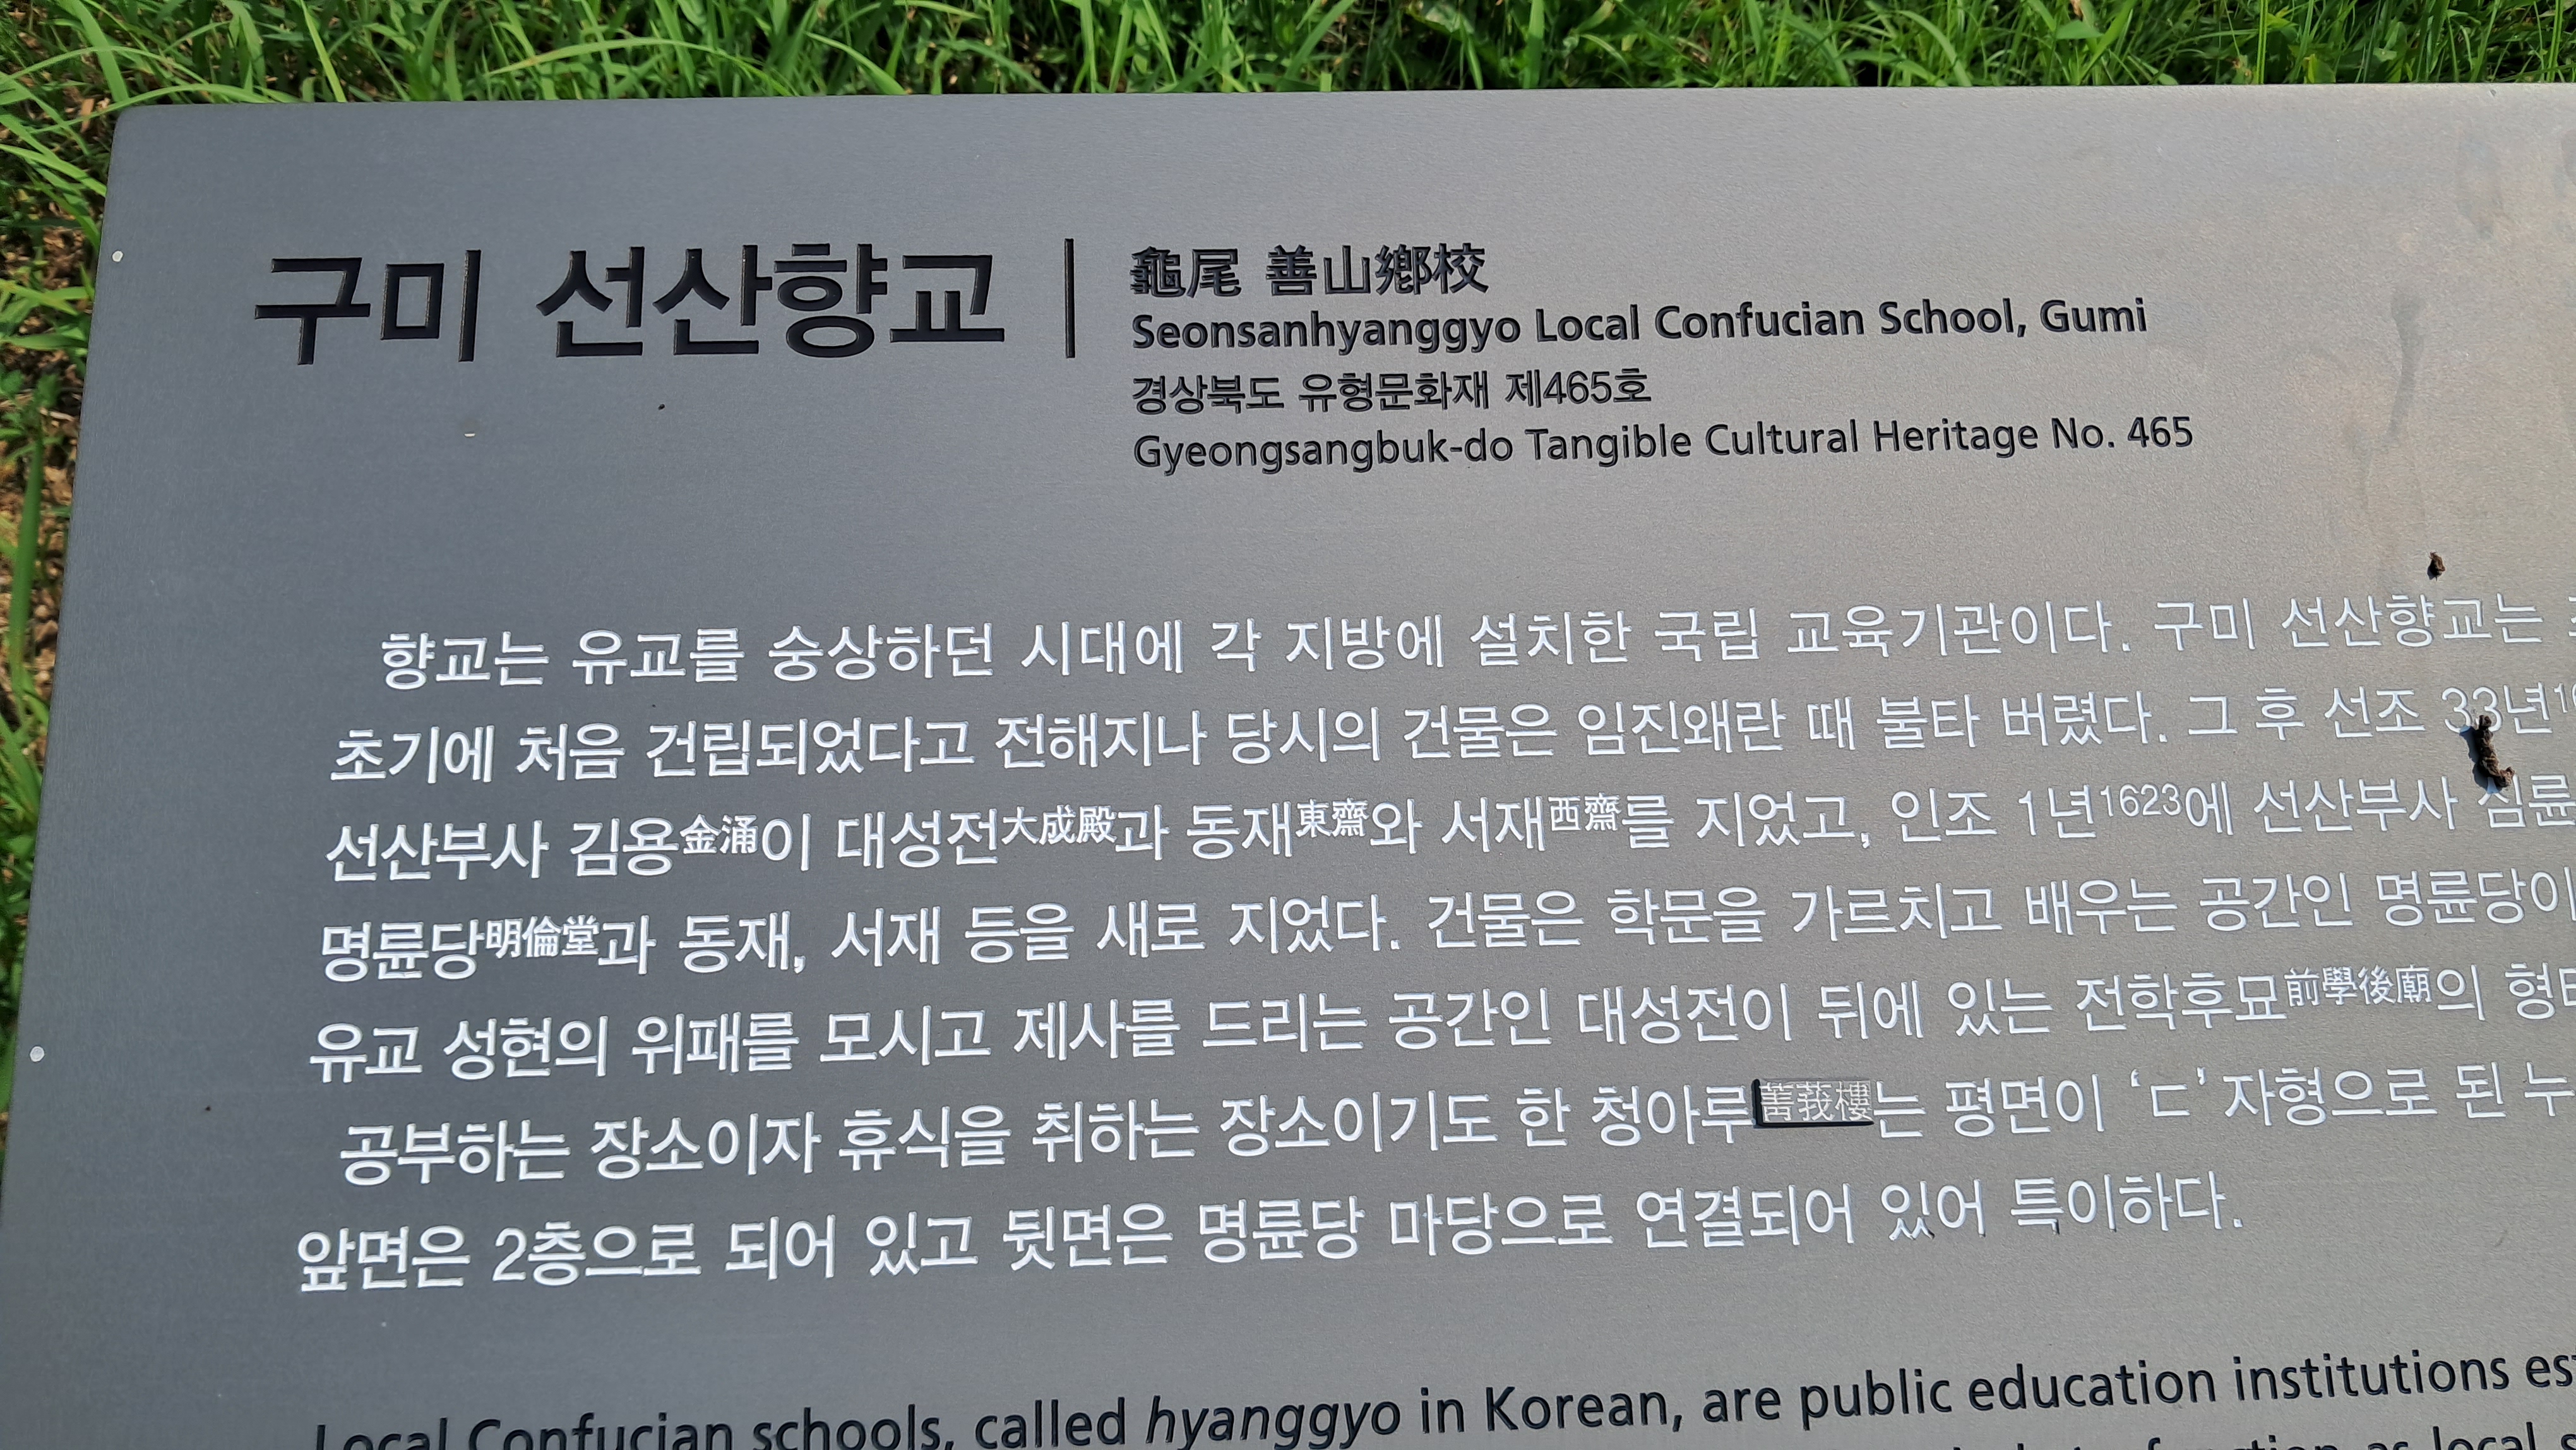 구미 선산향교
龜尾 善山鄕校
Seonsanhyanggyo Local Confucian School, Gumi
경상북도 유형문화재 제465호
Gyeongsangbuk-do Tangible Cultural Heritage No. 465
향교는 유교를 숭상하던 시대에 각 지방에 설치한 국립 교육기관이다. 구미 선산향교는
초기에 처음 건립되었다고 전해지나 당시의 건물은 임진왜란 때 불타 버렸다. 그 후 선조 33년
선산부사 김용金涌이 대성전大成殿과 동재東齋와 서재西齋를 지었고, 인조 1년1623에 선산부사 심륜
명륜당明倫堂과 동재, 서재 등을 새로 지었다. 건물은 학문을 가르치고 배우는 공간인 명륜당이
유교 성현의 위패를 모시고 제사를 드리는 공간인 대성전이 뒤에 있는 전학후묘前學後廟의
공부하는 장소이자 휴식을 취하는 장소이기도 한 청아루菁莪樓는 평면이 ‘ㄷ’ 자형으로 된 누
앞면은 2층으로 되어 있고 뒷면은 명륜당 마당으로 연결되어 있어 특이하다.
Local Confucian schools, called hyanggyo in Korean, are public education institutions
function as local